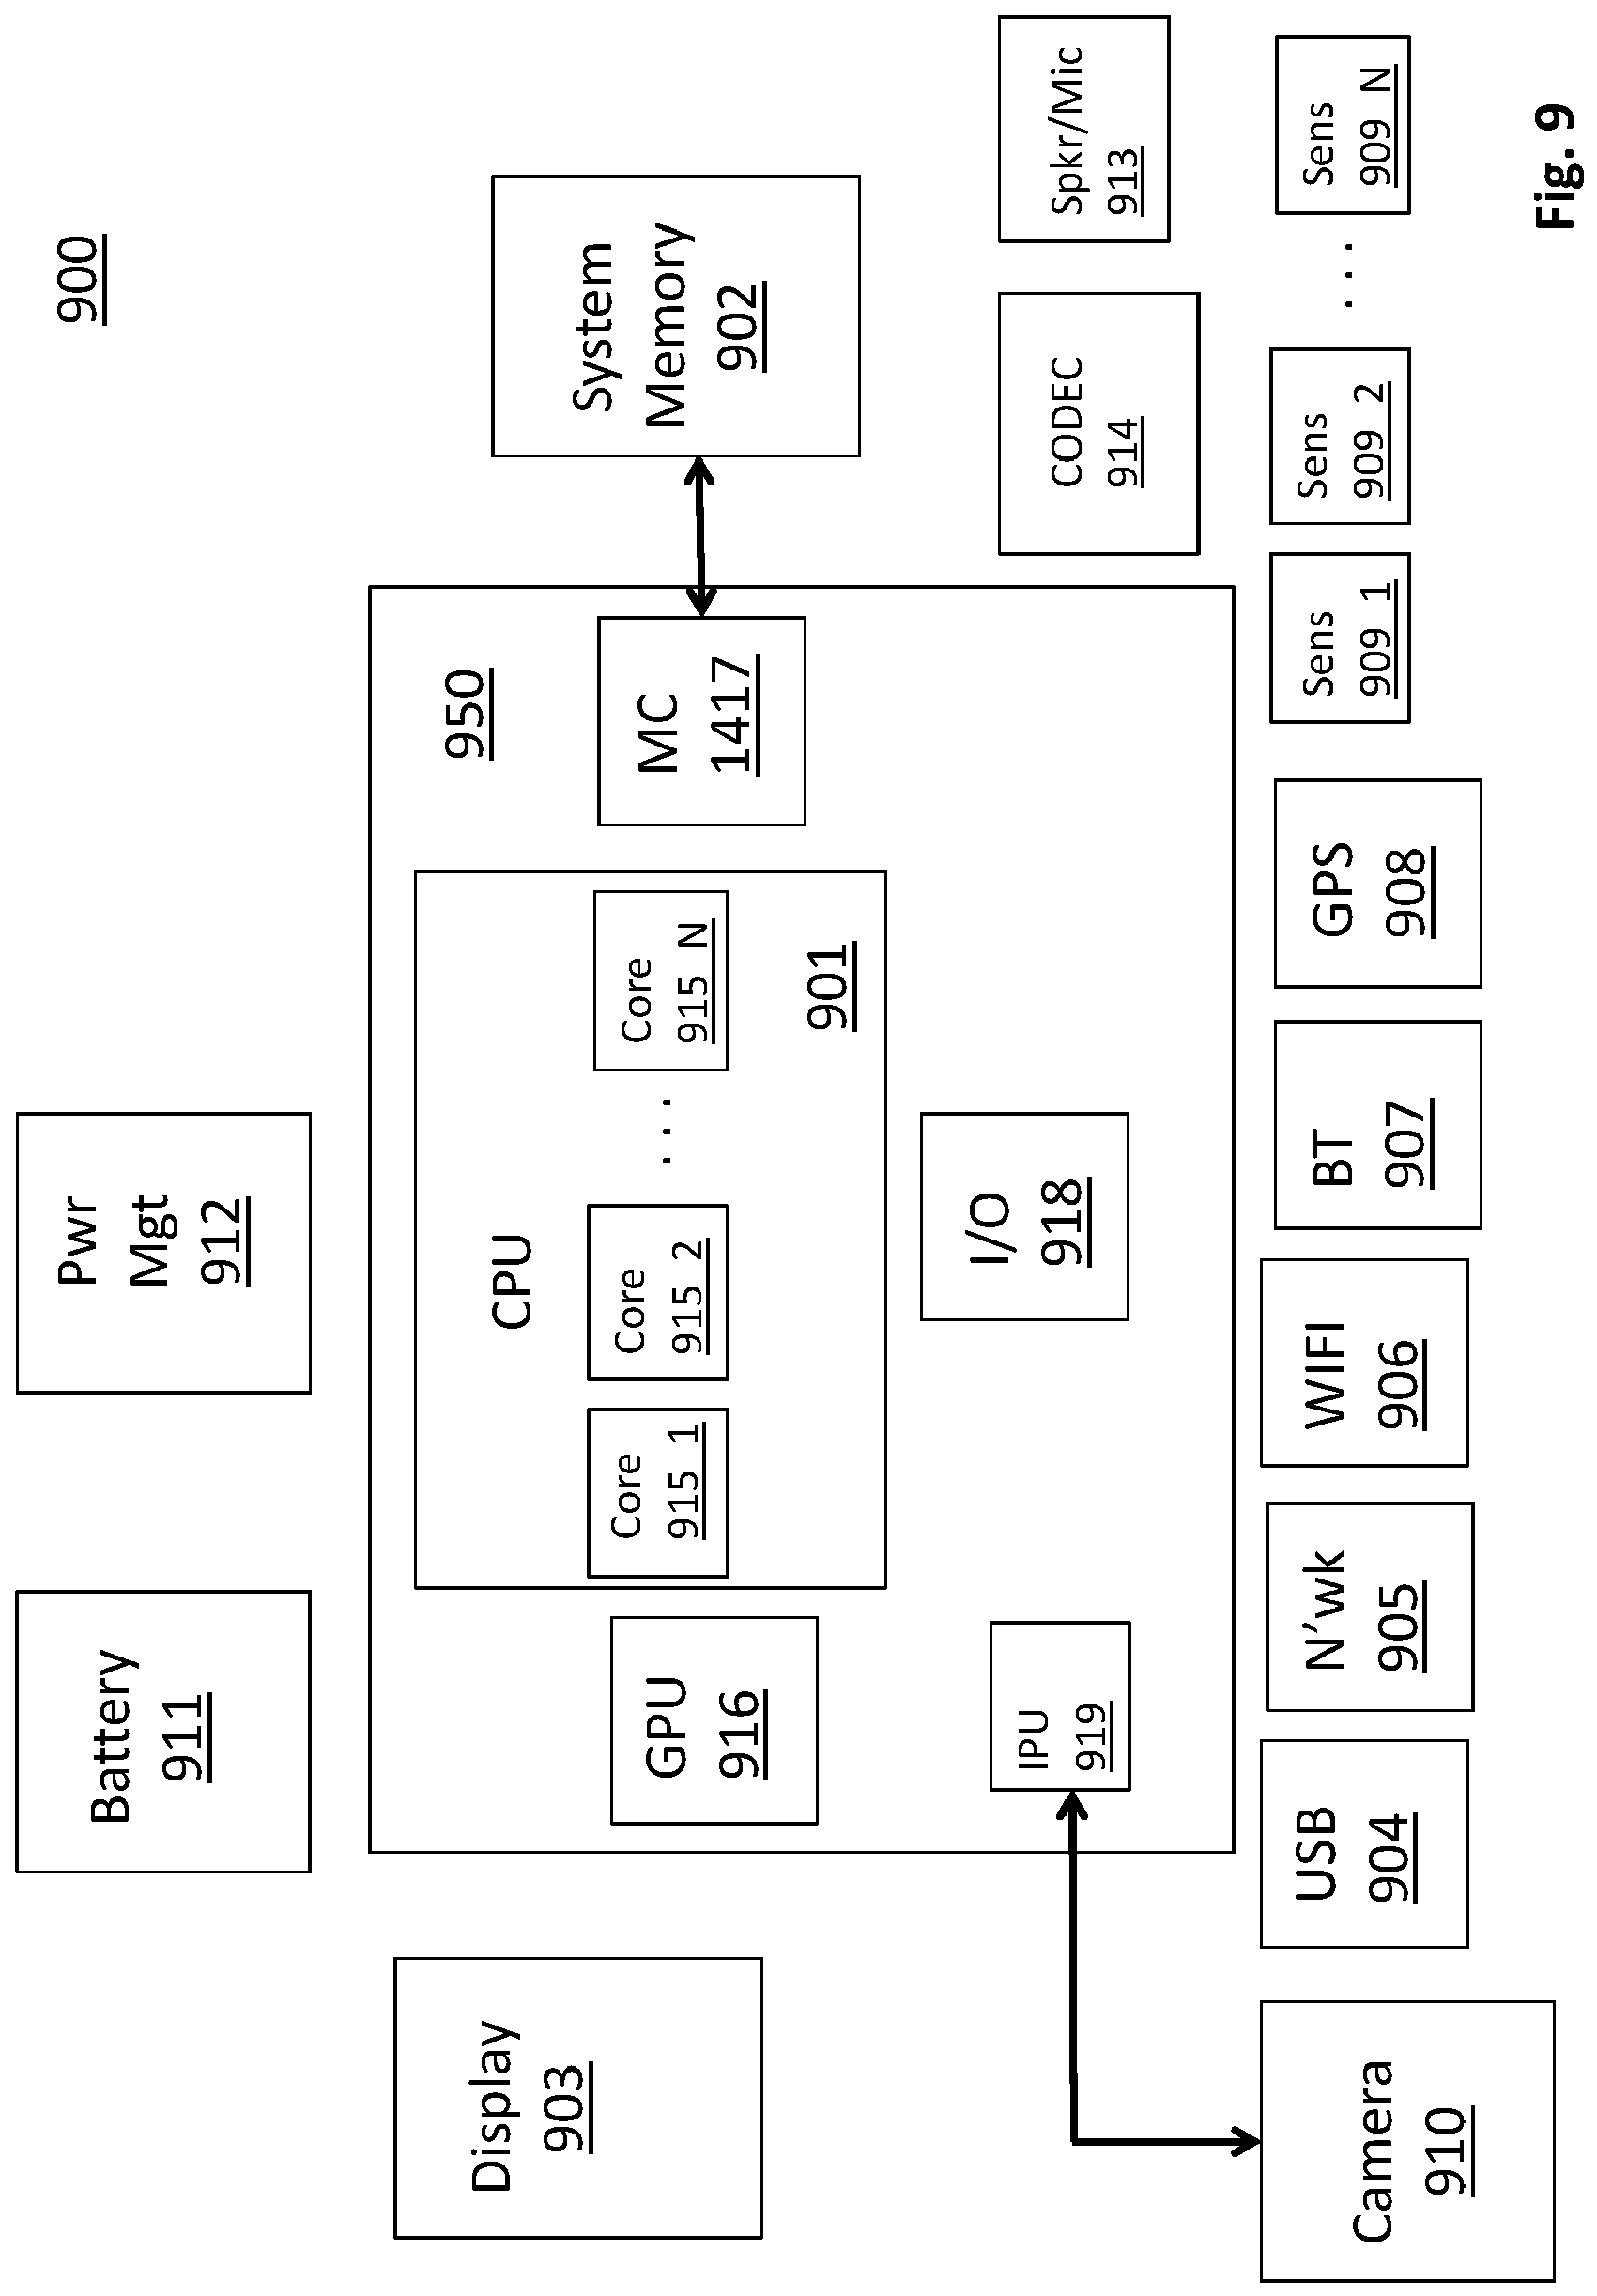 900
Battery
911
Pwr
Mgt
912
Display
903
950
CPU
Core
915_1
Core
915_2
. . .
Core
915_N
901
GPU
916
MC
1417
System
Memory
902
IPU
919
I/O
918
CODEC
914
Spkr/Mic
913
Camera
910
USB
904
N'wk
905
WIFI
906
BT
907
GPS
908
Sens
909_1
Sens
909_2
. . .
Sens
909_N
Fig. 9